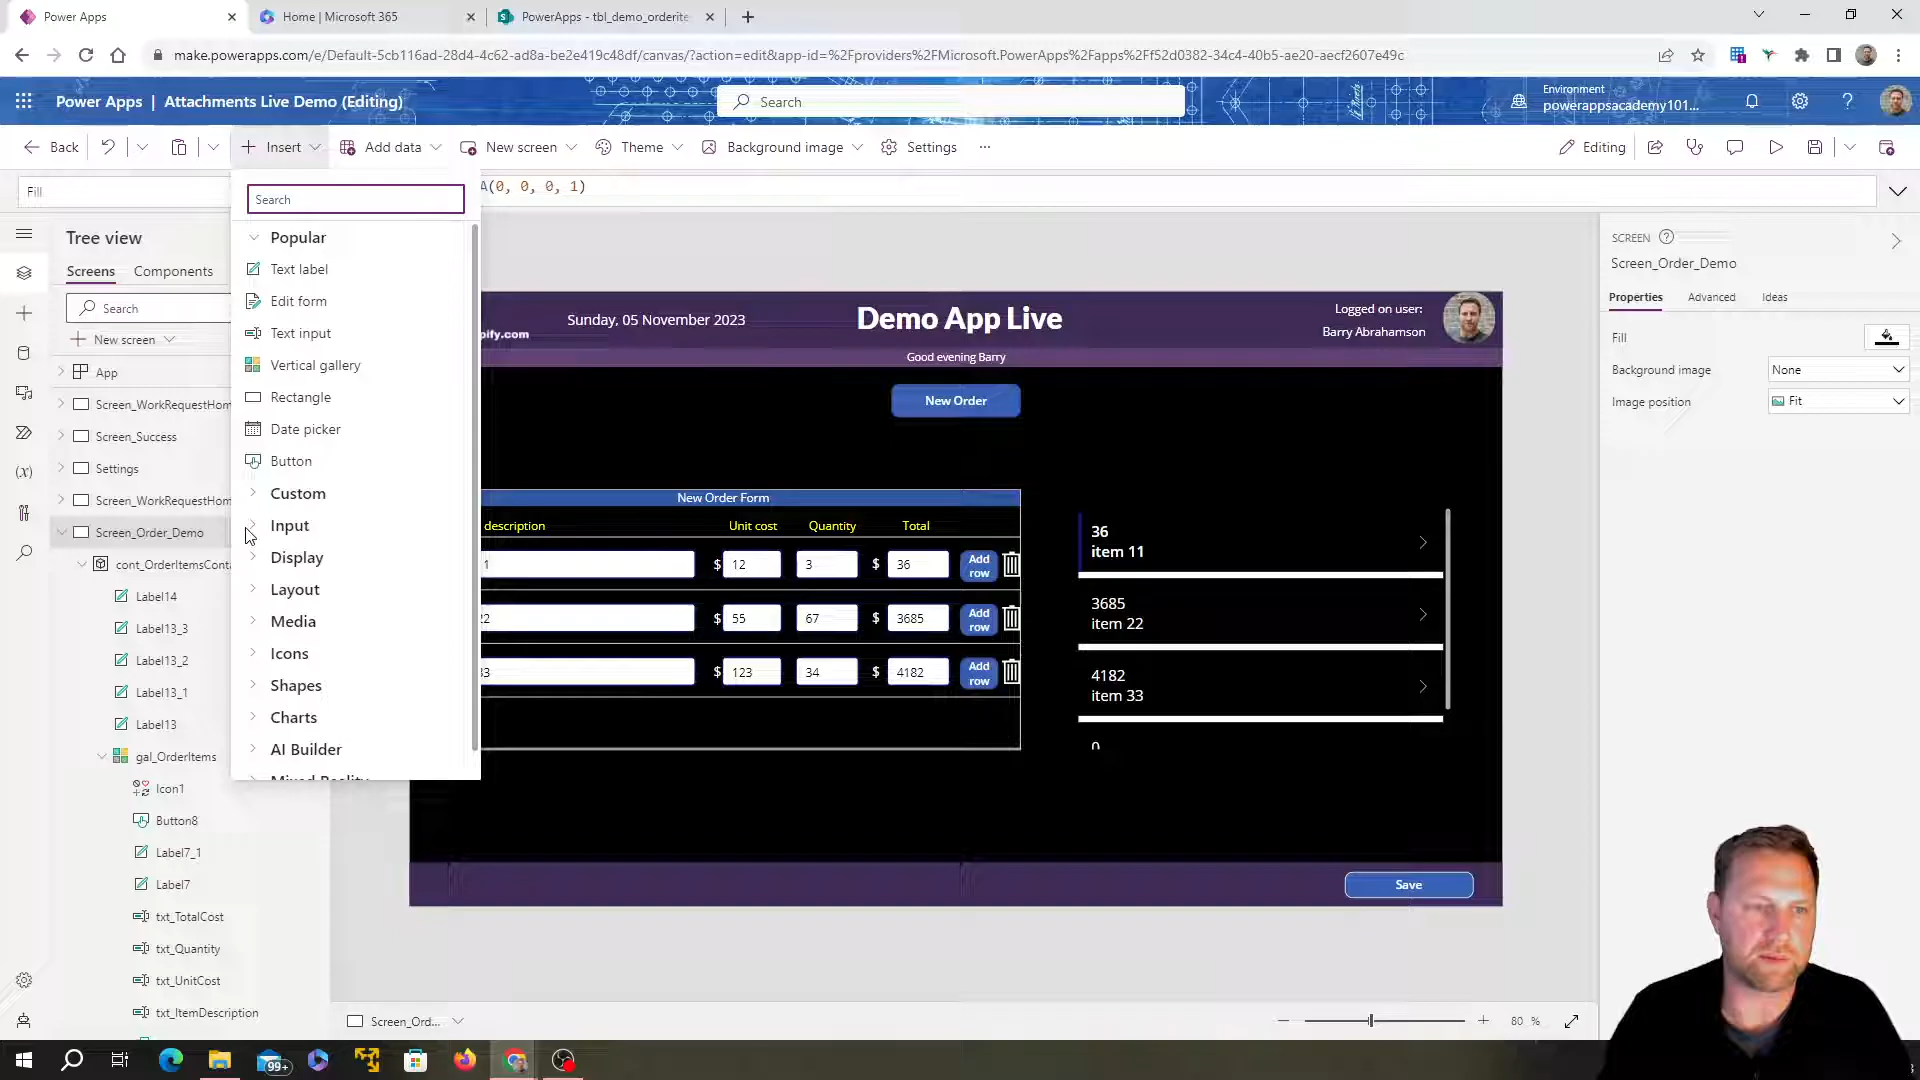 Power Apps
Home | Microsoft 365
PowerApps - tbl_demo_orderite
make.powerapps.com/e/Default-5cb116ad-28d4-4c62-ad8a-be2e419c48df/canvas/?action=edit&app-id=%2Fproviders%2FMicrosoft.PowerApps%2Fapps%2Ff52d0382-34c4-40b5-ae20-aecf2607e49c
Power Apps | Attachments Live Demo (Editing)
Search
Environment
powerappsacademy101...
Back
Insert
Add data
New screen
Theme
Background image
Settings
Editing
Fill
A(0, 0, 0, 1)
Tree view
Screens
Components
Search
New screen
App
Screen_WorkRequestHom
Screen_Success
Settings
Screen_WorkRequestHom
Screen_Order_Demo
cont_OrderItemsConta
Label14
Label13_3
Label13_2
Label13_1
Label13
gal_OrderItems
Icon1
Button8
Label7_1
Label7
txt_TotalCost
txt_Quantity
txt_UnitCost
txt_ItemDescription
Search
Popular
Text label
Edit form
Text input
Vertical gallery
Rectangle
Date picker
Button
Custom
Input
Display
Layout
Media
Icons
Shapes
Charts
AI Builder
Mixed Reality
pify.com
Sunday, 05 November 2023
Demo App Live
Logged on user:
Barry Abrahamson
Good evening Barry
New Order
New Order Form
description Unit cost Quantity Total
1 $ 12 3 $ 36 Add row
22 $ 55 67 $ 3685 Add row
33 $ 123 34 $ 4182 Add row
36
item 11
3685
item 22
4182
item 33
0
Save
SCREEN
Screen_Order_Demo
Properties
Advanced
Ideas
Fill
Background image
None
Image position
Fit
Screen_Ord...
80 %
99+